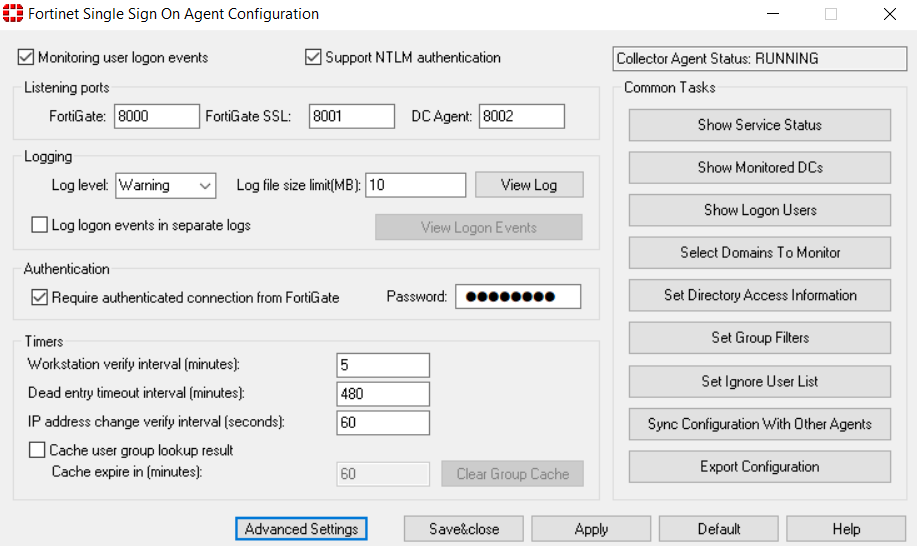 Fortinet Single Sign On Agent Configuration
Monitoring user logon events
Support NTLM authentication
Collector Agent Status: RUNNING
Listening ports
FortiGate: 8000 FortiGate SSL: 8001 DC Agent: 8002
Logging
Log level: Warning Log file size limit(MB): 10 View Log
Log logon events in separate logs View Logon Events
Authentication
Require authenticated connection from FortiGate Password: ●●●●●●●●
Timers
Workstation verify interval (minutes): 5
Dead entry timeout interval (minutes): 480
IP address change verify interval (seconds): 60
Cache user group lookup result
Cache expire in (minutes): 60 Clear Group Cache
Common Tasks
Show Service Status
Show Monitored DCs
Show Logon Users
Select Domains To Monitor
Set Directory Access Information
Set Group Filters
Set Ignore User List
Sync Configuration With Other Agents
Export Configuration
Advanced Settings Save&close Apply Default Help